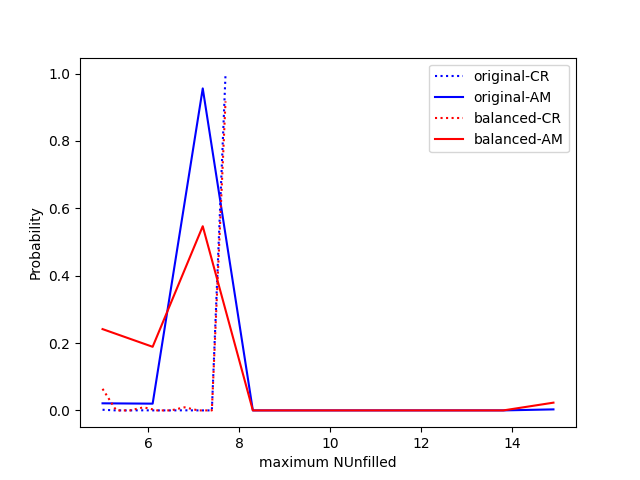 1.0
0.8
0.6
0.4
0.2
0.0
Probability
6 8 10 12 14
maximum NUnfilled
original-CR
original-AM
balanced-CR
balanced-AM